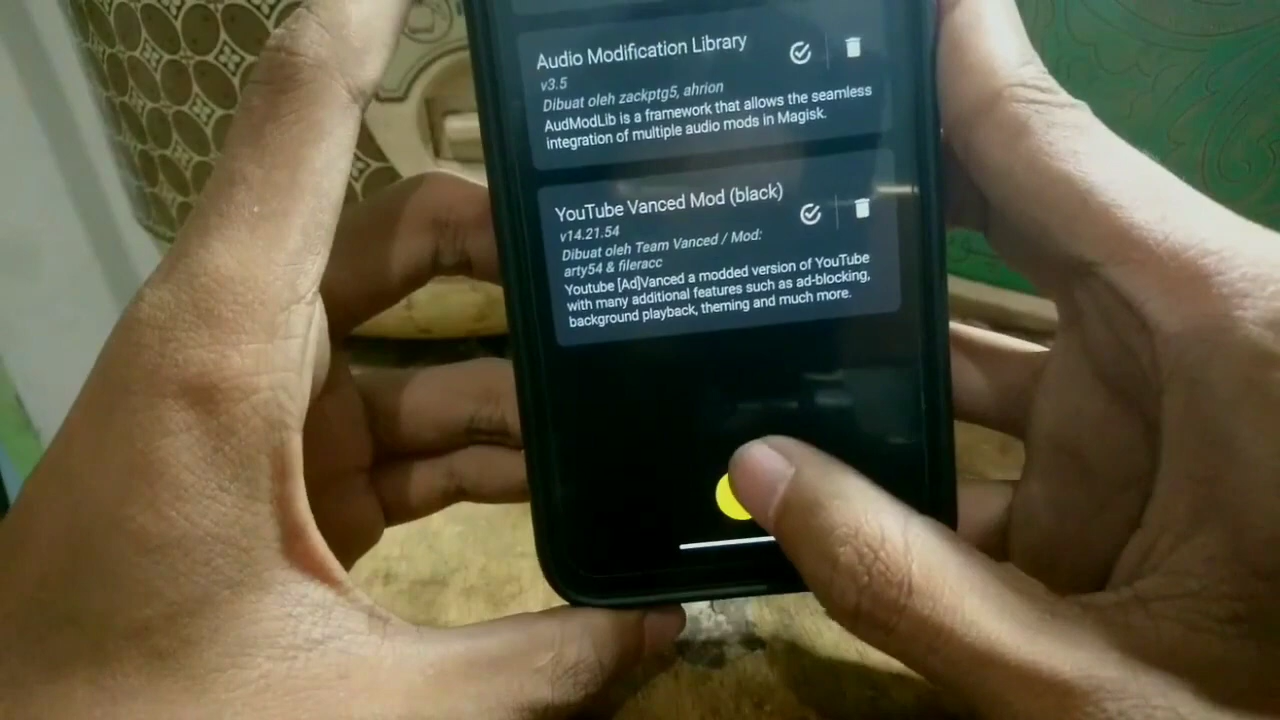 Audio Modification Library
v3.5
Dibuat oleh zackptg5, ahrion
AudModLib is a framework that allows the seamless
integration of multiple audio mods in Magisk.
YouTube Vanced Mod (black)
v14.21.54
Dibuat oleh Team Vanced / Mod:
arty54 & fileracc
Youtube [Ad]Vanced a modded version of YouTube
with many additional features such as ad-blocking,
background playback, theming and much more.